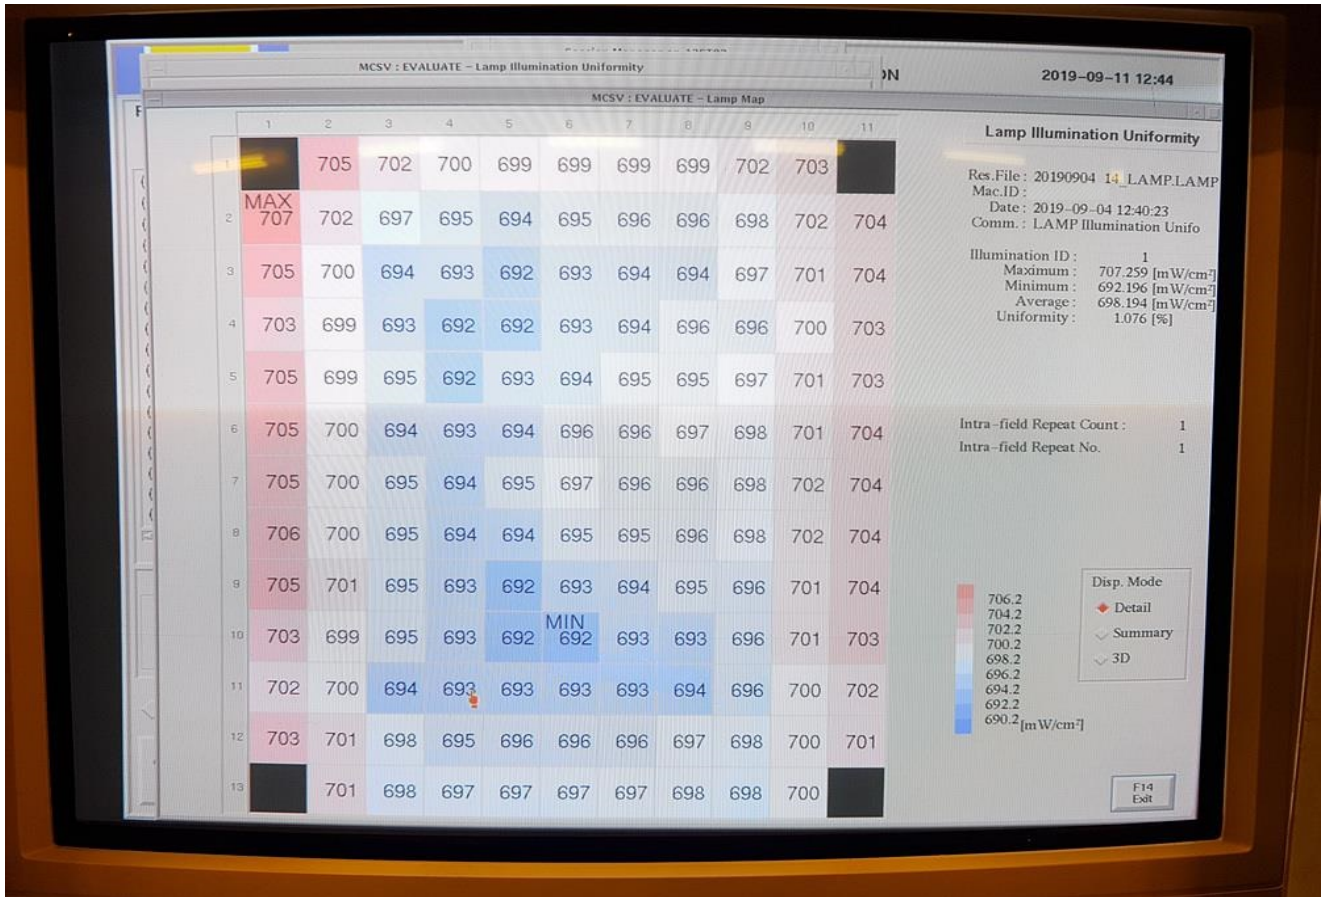 MCSV : EVALUATE – Lamp Illumination Uniformity
ON
2019-09-11 12:44
MCSV : EVALUATE – Lamp Map
1 2 3 4 5 6 7 8 9 10 11
1 705 702 700 699 699 699 699 702 703
MAX
2 707 702 697 695 694 695 696 696 698 702 704
3 705 700 694 693 692 693 694 694 697 701 704
4 703 699 693 692 692 693 694 696 696 700 703
5 705 699 695 692 693 694 695 695 697 701 703
6 705 700 694 693 694 696 696 697 698 701 704
7 705 700 695 694 695 697 696 696 698 702 704
8 706 700 695 694 694 695 695 696 698 702 704
9 705 701 695 693 692 693 694 695 696 701 704
MIN
10 703 699 695 693 692 692 693 693 696 701 703
11 702 700 694 693 693 693 693 694 696 700 702
12 703 701 698 695 696 696 696 697 698 700 701
13 701 698 697 697 697 697 698 698 700
Lamp Illumination Uniformity
Res.File : 20190904 14_LAMP.LAMP
Mac.ID :
Date : 2019-09-04 12:40:23
Comm. : LAMP Illumination Unifo
Illumination ID : 1
Maximum : 707.259 [mW/cm²]
Minimum : 692.196 [mW/cm²]
Average : 698.194 [mW/cm²]
Uniformity : 1.076 [%]
Intra-field Repeat Count : 1
Intra-field Repeat No. 1
706.2
704.2
702.2
700.2
698.2
696.2
694.2
692.2
690.2 [mW/cm²]
Disp. Mode
Detail
Summary
3D
F14
Exit